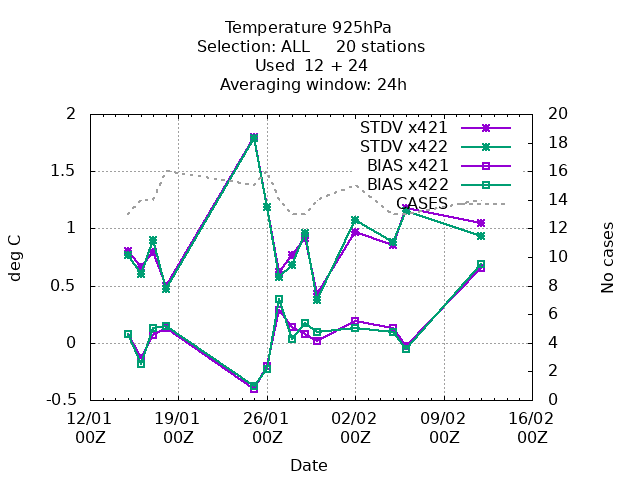 Temperature 925hPa
Selection: ALL     20 stations
Used  12 + 24
Averaging window: 24h
STDV x421
STDV x422
BIAS x421
BIAS x422
CASES
deg C
2
1.5
1
0.5
0
-0.5
20
18
16
14
12
10
8
6
4
2
0
No cases
12/01 19/01 26/01 02/02 09/02 16/02
00Z 00Z 00Z 00Z 00Z 00Z
Date